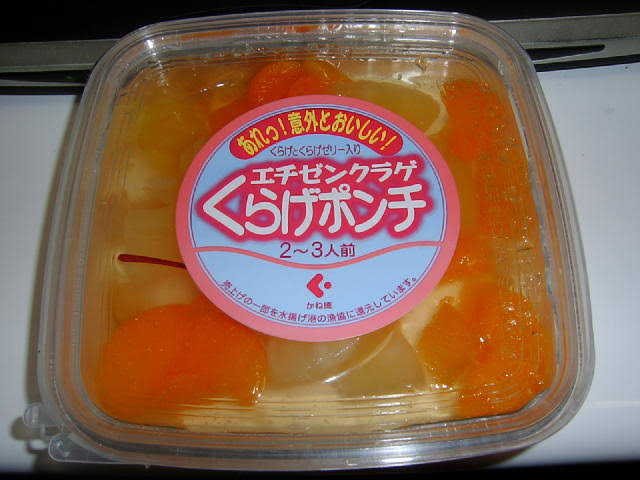 あれっ!意外とおいしい!
くらげとくらげゼリー入り
エチゼンクラゲ
くらげポンチ
2〜3人前
かね徳
売上げの一部を水揚げ港の漁協に還元しています。